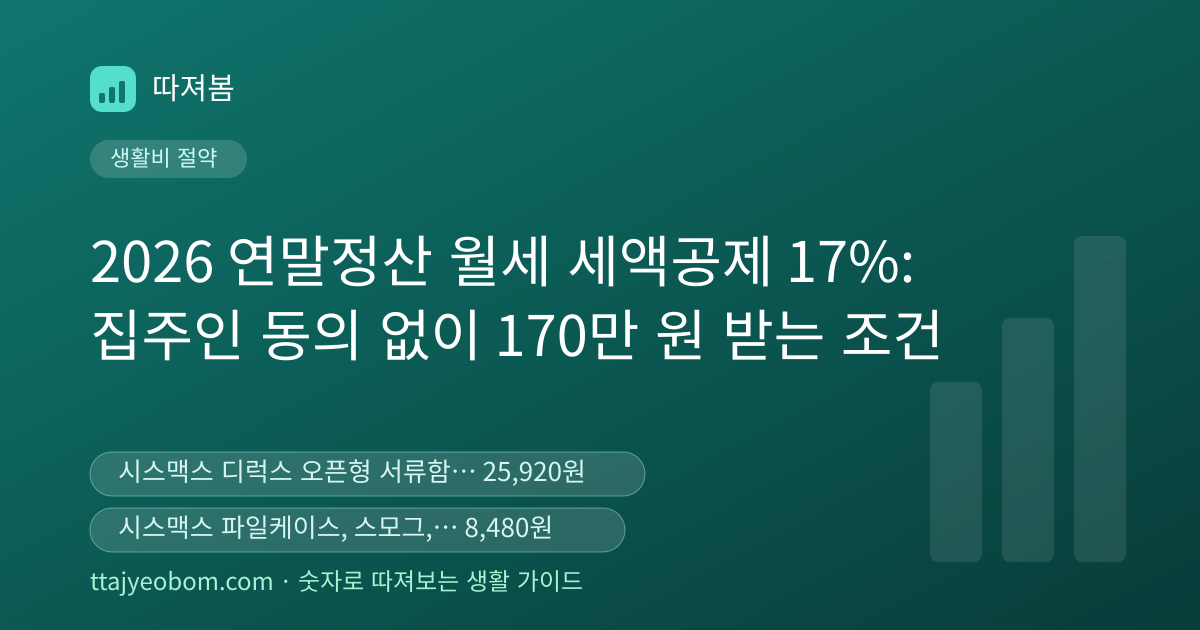 따져봄
생활비 절약
2026 연말정산 월세 세액공제 17%:
집주인 동의 없이 170만 원 받는 조건
시스맥스 디럭스 오픈형 서류함… 25,920원
시스맥스 파일케이스, 스모그,… 8,480원
ttajyeobom.com · 숫자로 따져보는 생활 가이드